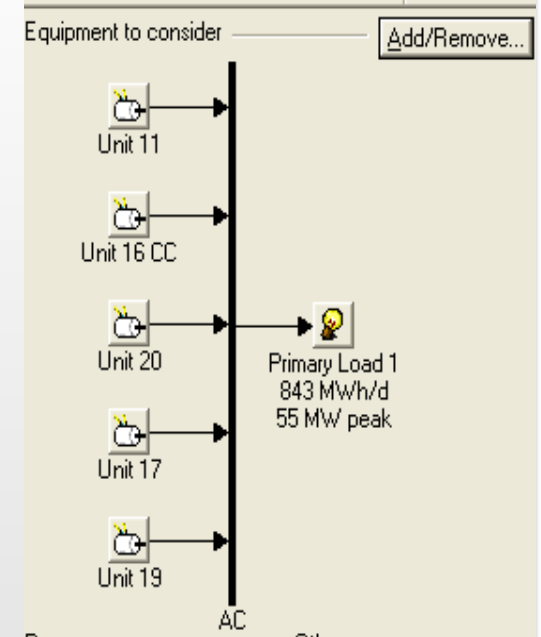 Equipment to consider
Add/Remove...
Unit 11
Unit 16 CC
Unit 20
Primary Load 1
843 MWh/d
55 MW peak
Unit 17
Unit 19
AC